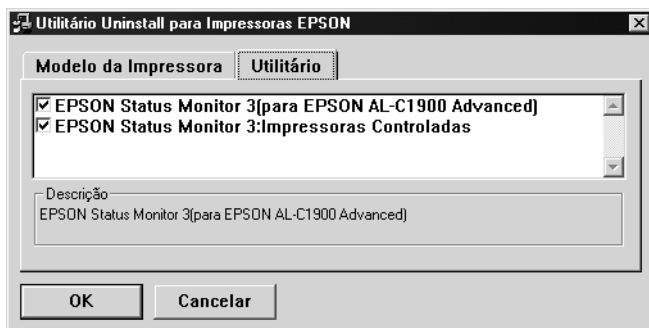 Utilitário Uninstall para Impressoras EPSON
Modelo da Impressora Utilitário
EPSON Status Monitor 3(para EPSON AL-C1900 Advanced)
EPSON Status Monitor 3:Impressoras Controladas
Descrição
EPSON Status Monitor 3(para EPSON AL-C1900 Advanced)
OK Cancelar